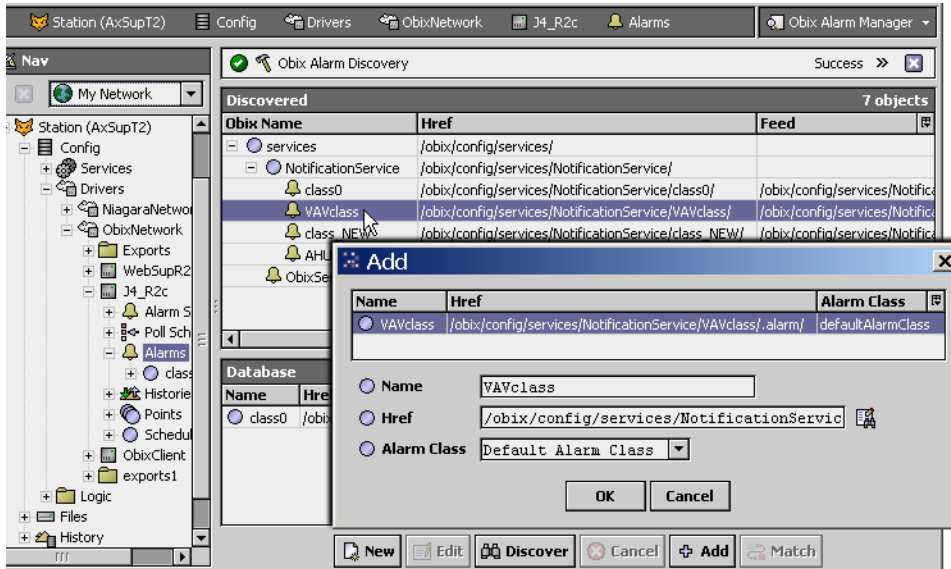 Station (AxSupT2) Config Drivers ObixNetwork J4_R2c Alarms Obix Alarm Manager
Nav
My Network
Station (AxSupT2)
Config
Services
Drivers
NiagaraNetwor
ObixNetwork
Exports
WebSupR2
J4_R2c
Alarm S
Poll Sch
Alarms
class
Historie
Points
Schedul
ObixClient
exports1
Logic
Files
History
Obix Alarm Discovery Success »
Discovered 7 objects
Obix Name Href Feed
services /obix/config/services/
NotificationService /obix/config/services/NotificationService/
class0 /obix/config/services/NotificationService/class0/ /obix/config/services/Notifica
VAVclass /obix/config/services/NotificationService/VAVclass/ /obix/config/services/Notifica
class_NEW /obix/config/services/NotificationService/class_NEW/ /obix/config/services/Notifica
AHU
ObixSe
Database
Name Hre
class0 /obix
Add
Name Href Alarm Class
VAVclass /obix/config/services/NotificationService/VAVclass/.alarm/ defaultAlarmClass
Name VAVclass
Href /obix/config/services/NotificationServic
Alarm Class Default Alarm Class
OK Cancel
New Edit Discover Cancel Add Match